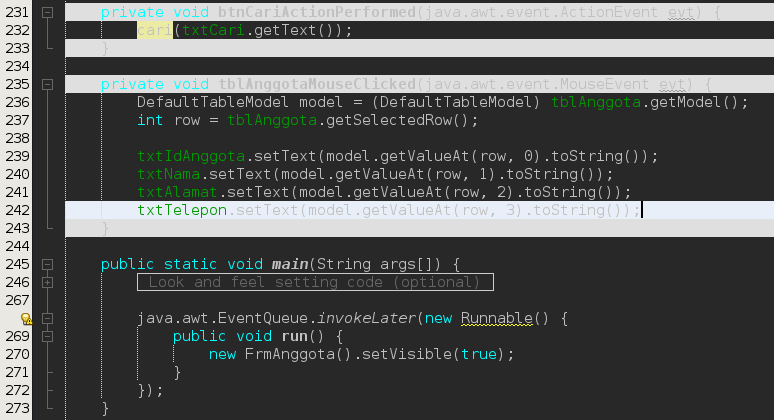 231 private void btnCariActionPerformed(java.awt.event.ActionEvent evt) {
232 cari(txtCari.getText());
233 }
234
235 private void tblAnggotaMouseClicked(java.awt.event.MouseEvent evt) {
236 DefaultTableModel model = (DefaultTableModel) tblAnggota.getModel();
237 int row = tblAnggota.getSelectedRow();
238
239 txtIdAnggota.setText(model.getValueAt(row, 0).toString());
240 txtNama.setText(model.getValueAt(row, 1).toString());
241 txtAlamat.setText(model.getValueAt(row, 2).toString());
242 txtTelepon.setText(model.getValueAt(row, 3).toString());
243 }
244
245 public static void main(String args[]) {
246 Look and feel setting code (optional)
267
java.awt.EventQueue.invokeLater(new Runnable() {
269 public void run() {
270 new FrmAnggota().setVisible(true);
271 }
272 });
273 }